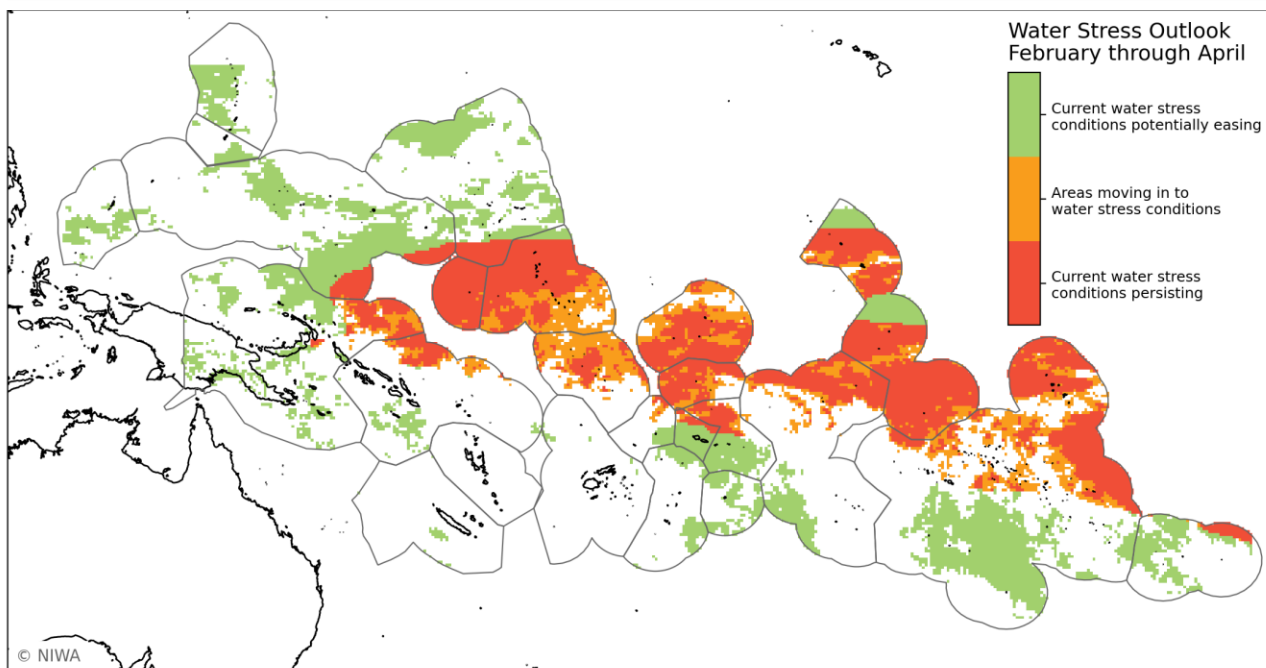 Water Stress Outlook
February through April
Current water stress
conditions potentially easing
Areas moving in to
water stress conditions
Current water stress
conditions persisting
© NIWA